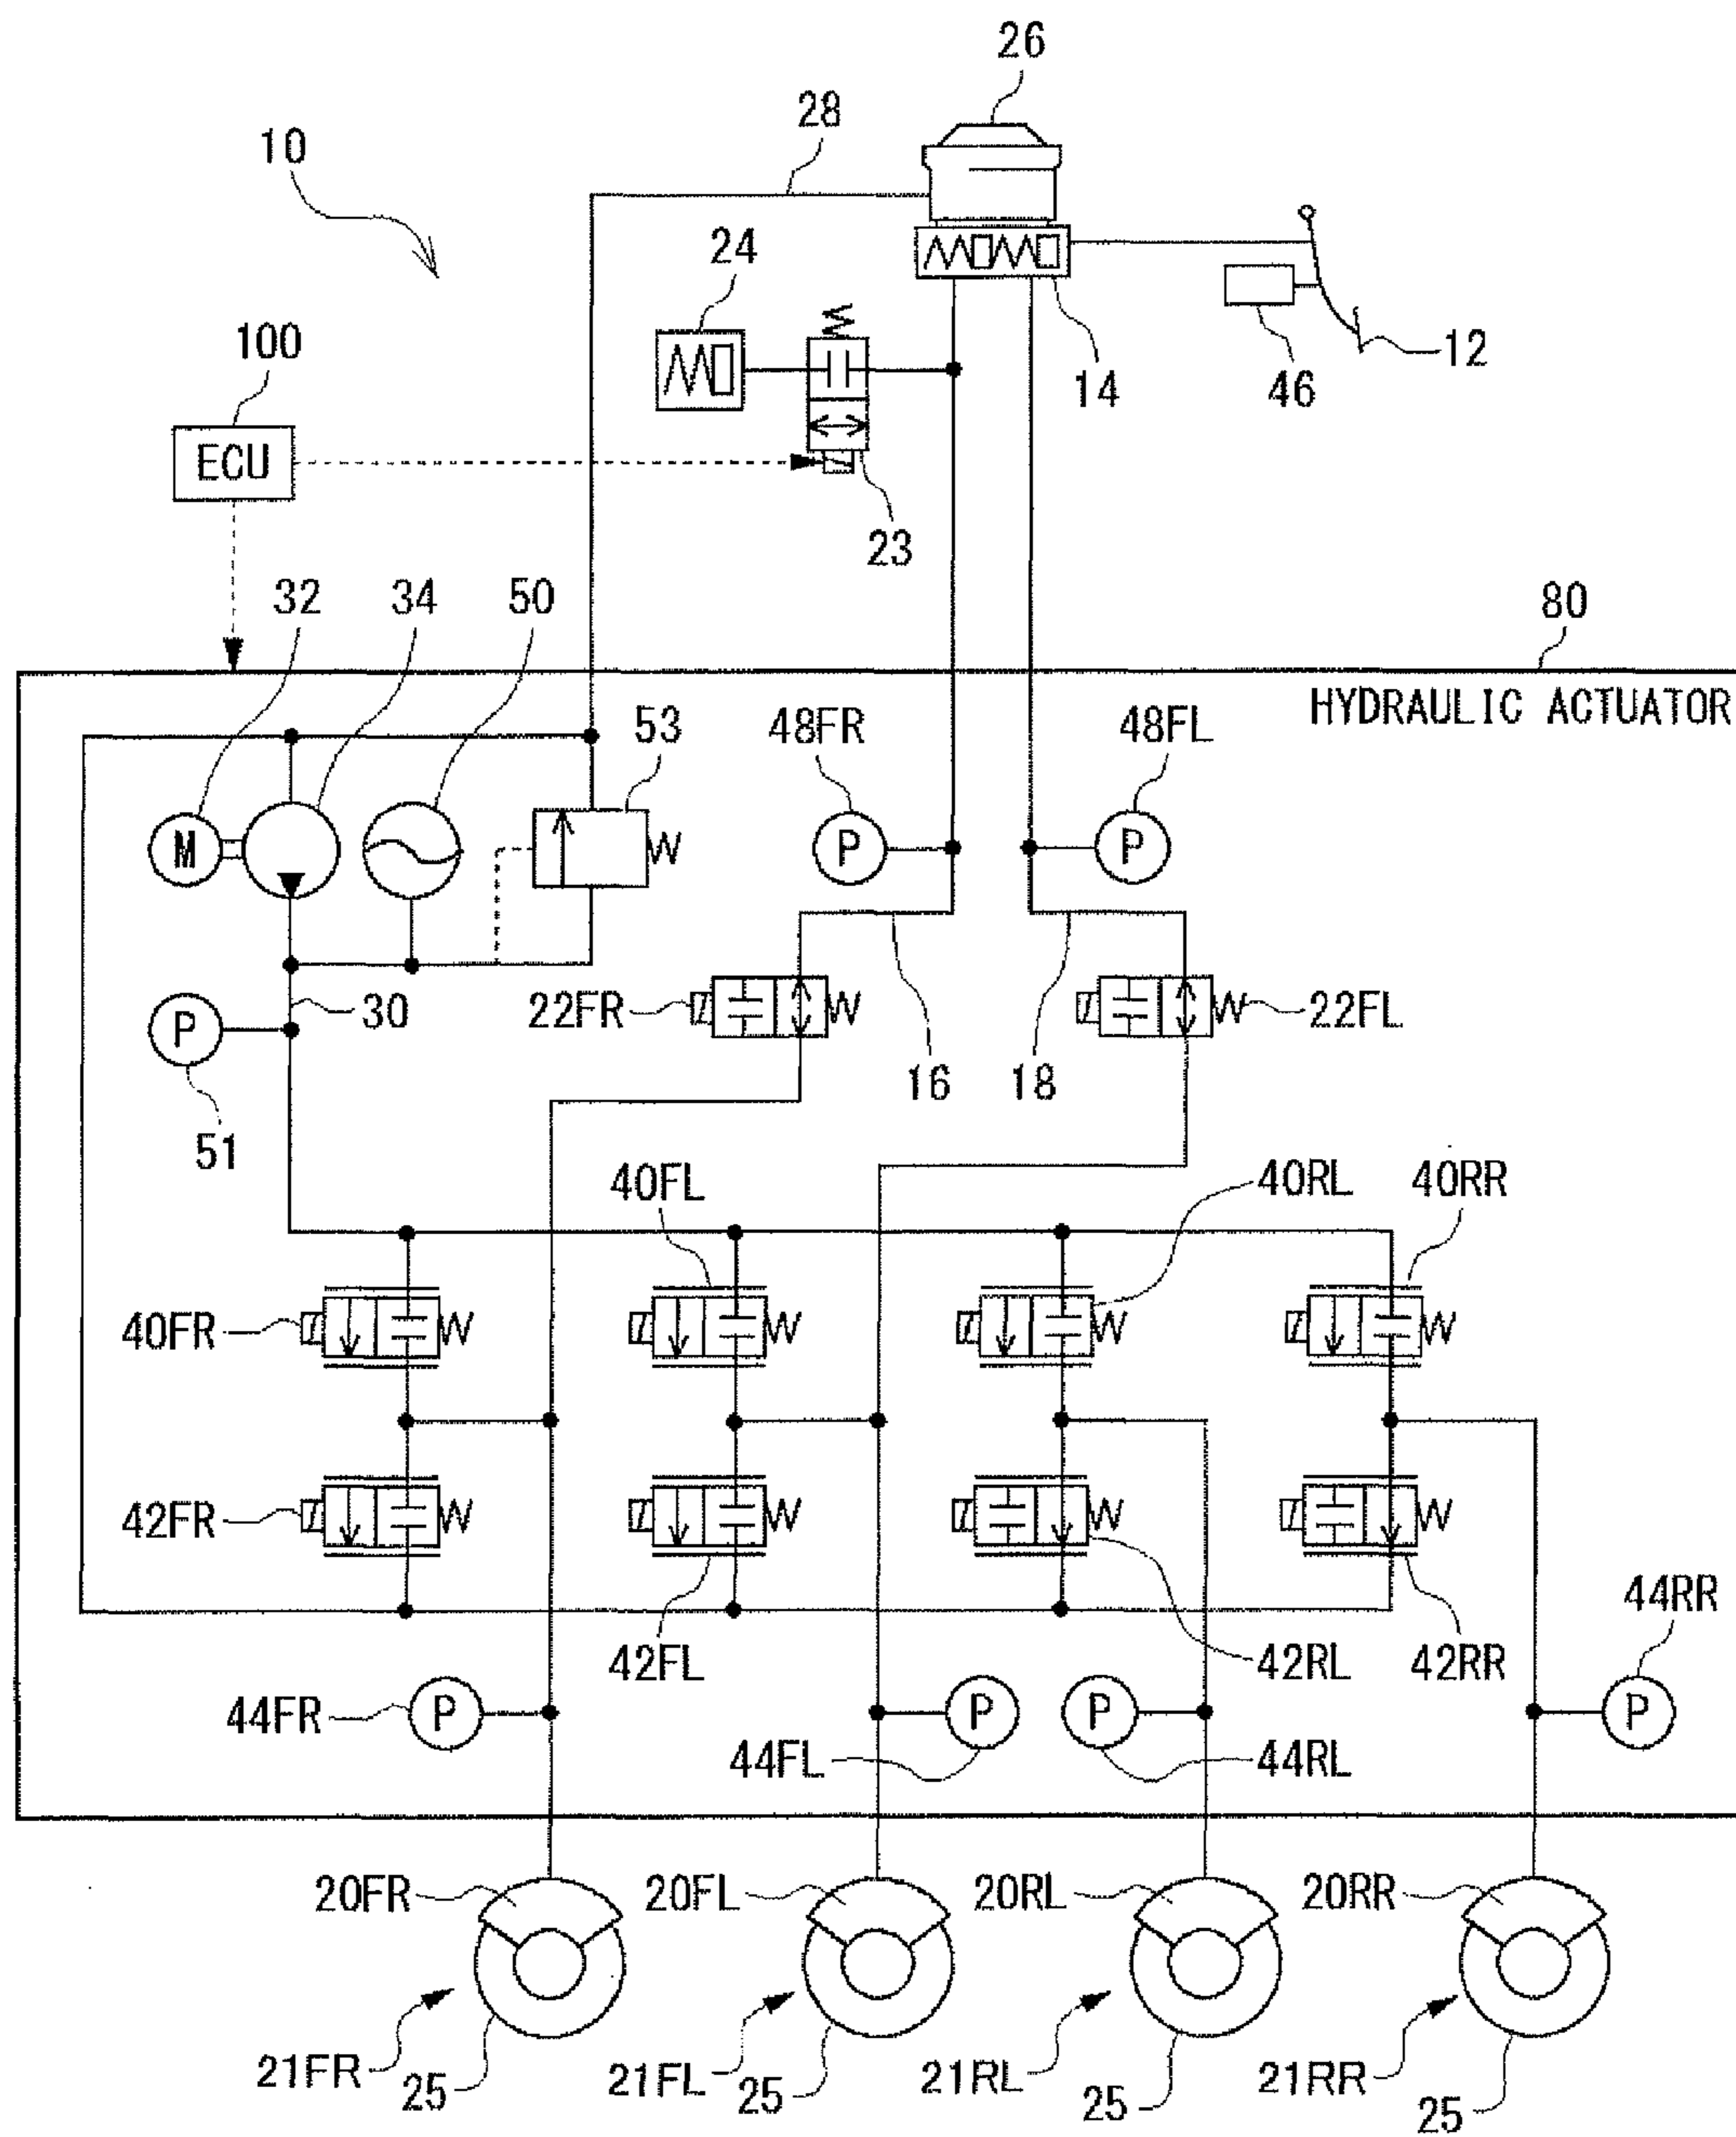 26
28
10
24
100
ECU
14
46
12
23
32
34
50
80
HYDRAULIC ACTUATOR
53
48FR
48FL
M
P
P
P
30
22FR
22FL
16
18
51
40FL
40RL
40RR
40FR
42FR
42FL
42RL
42RR
44RR
44FR
P
P
P
P
44FL
44RL
20FR
20FL
20RL
20RR
21FR
25
21FL
25
21RL
25
21RR
25